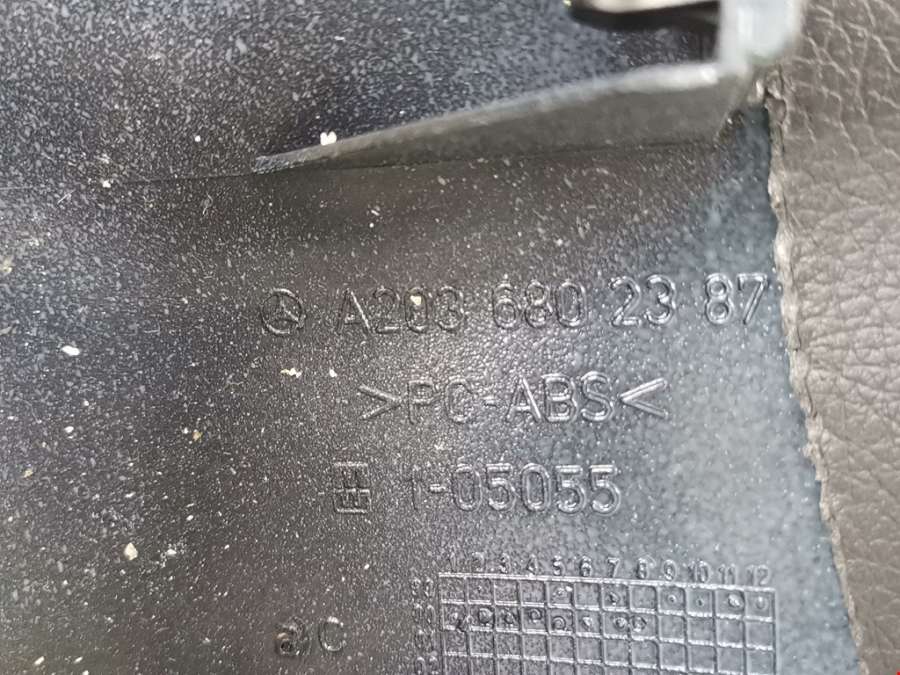 A203 680 23 87
>PC-ABS<
1-05055
1 2 3 4 5 6 7 8 9 10 11 12
a)C